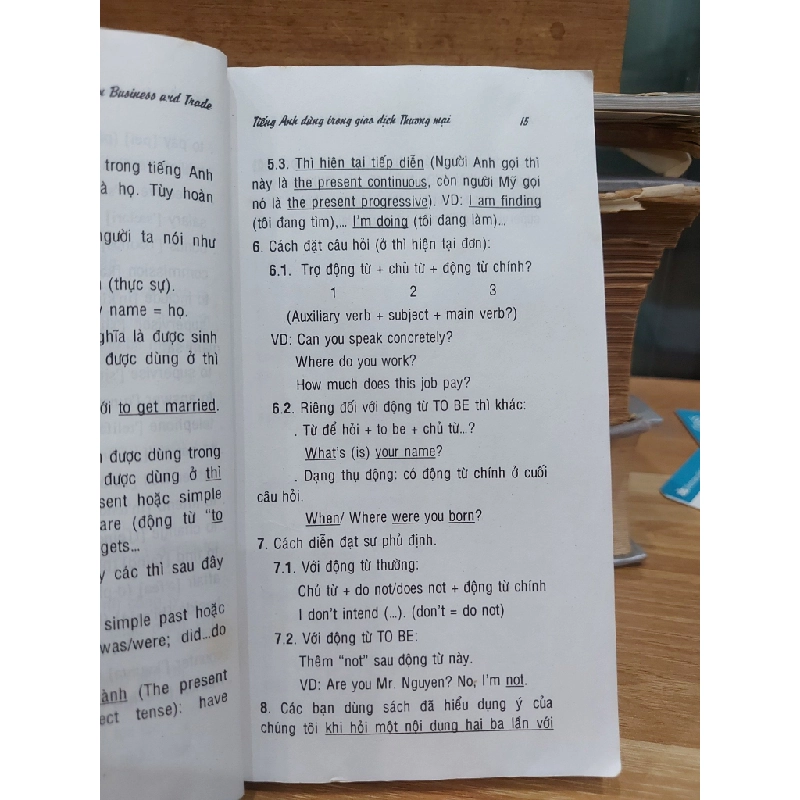 Business and Trade
trong tiếng Anh
à họ. Tùy hoàn
người ta nói như
(thực sự).
name = họ.
ghĩa là được sinh
được dùng ở thì
ới to get married.
được dùng trong
được dùng ở thì
sent hoặc simple
are (động từ "to
gets...
các thì sau đây
simple past hoặc
was/were; did...do
ành (The present
ect tense): have
Tiếng Anh dùng trong giao dịch Thương mại 15
5.3. Thì hiện tại tiếp diễn (Người Anh gọi thì
này là the present continuous, còn người Mỹ gọi
nó là the present progressive). VD: I am finding
(tôi đang tìm),... I'm doing (tôi đang làm)..
6. Cách đặt câu hỏi (ở thì hiện tại đơn):
6.1. Trợ động từ + chủ từ + động từ chính?
1 2 3
(Auxiliary verb + subject + main verb?)
VD: Can you speak concretely?
Where do you work?
How much does this job pay?
6.2. Riêng đối với động từ TO BE thì khác:
. Từ để hỏi + to be + chủ từ...?
What's (is) your name?
. Dạng thụ động: có động từ chính ở cuối
câu hỏi.
When/ Where were you born?
7. Cách diễn đạt sự phủ định.
7.1. Với động từ thường:
Chủ từ + do not/does not + động từ chính
I don't intend (...). (don't = do not)
7.2. Với động từ TO BE:
Thêm "not" sau động từ này.
VD: Are you Mr. Nguyen? No, I'm not.
8. Các bạn dùng sách đã hiểu dụng ý của
chúng tôi khi hỏi một nội dung hai ba lần với